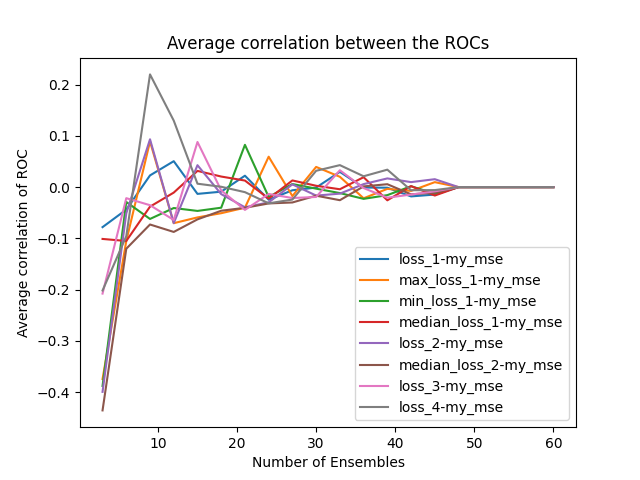 Average correlation between the ROCs
Average correlation of ROC
0.2
0.1
0.0
−0.1
−0.2
−0.3
−0.4
loss_1-my_mse
max_loss_1-my_mse
min_loss_1-my_mse
median_loss_1-my_mse
loss_2-my_mse
median_loss_2-my_mse
loss_3-my_mse
loss_4-my_mse
10 20 30 40 50 60
Number of Ensembles